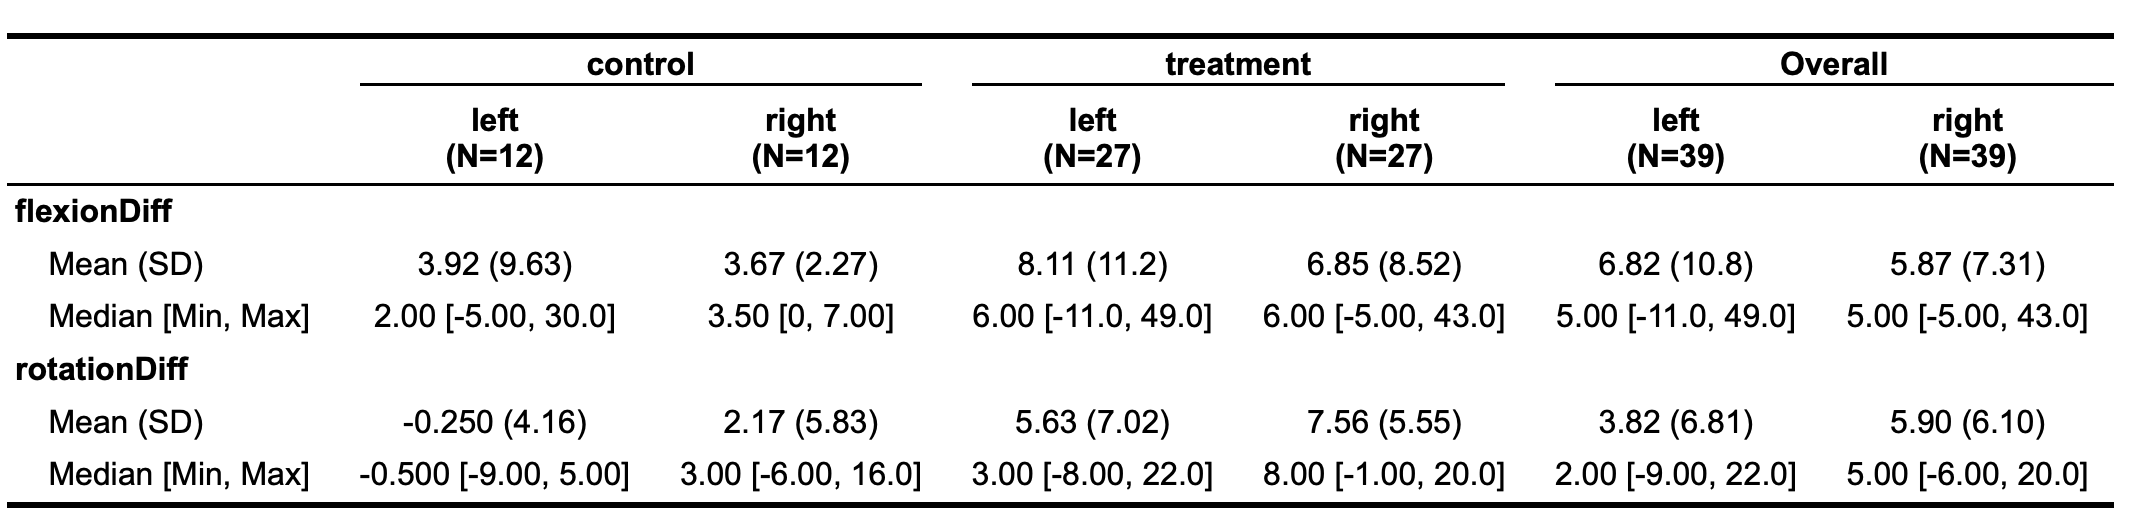 control treatment Overall
left right left right left right
(N=12) (N=12) (N=27) (N=27) (N=39) (N=39)
flexionDiff
Mean (SD) 3.92 (9.63) 3.67 (2.27) 8.11 (11.2) 6.85 (8.52) 6.82 (10.8) 5.87 (7.31)
Median [Min, Max] 2.00 [-5.00, 30.0] 3.50 [0, 7.00] 6.00 [-11.0, 49.0] 6.00 [-5.00, 43.0] 5.00 [-11.0, 49.0] 5.00 [-5.00, 43.0]
rotationDiff
Mean (SD) -0.250 (4.16) 2.17 (5.83) 5.63 (7.02) 7.56 (5.55) 3.82 (6.81) 5.90 (6.10)
Median [Min, Max] -0.500 [-9.00, 5.00] 3.00 [-6.00, 16.0] 3.00 [-8.00, 22.0] 8.00 [-1.00, 20.0] 2.00 [-9.00, 22.0] 5.00 [-6.00, 20.0]